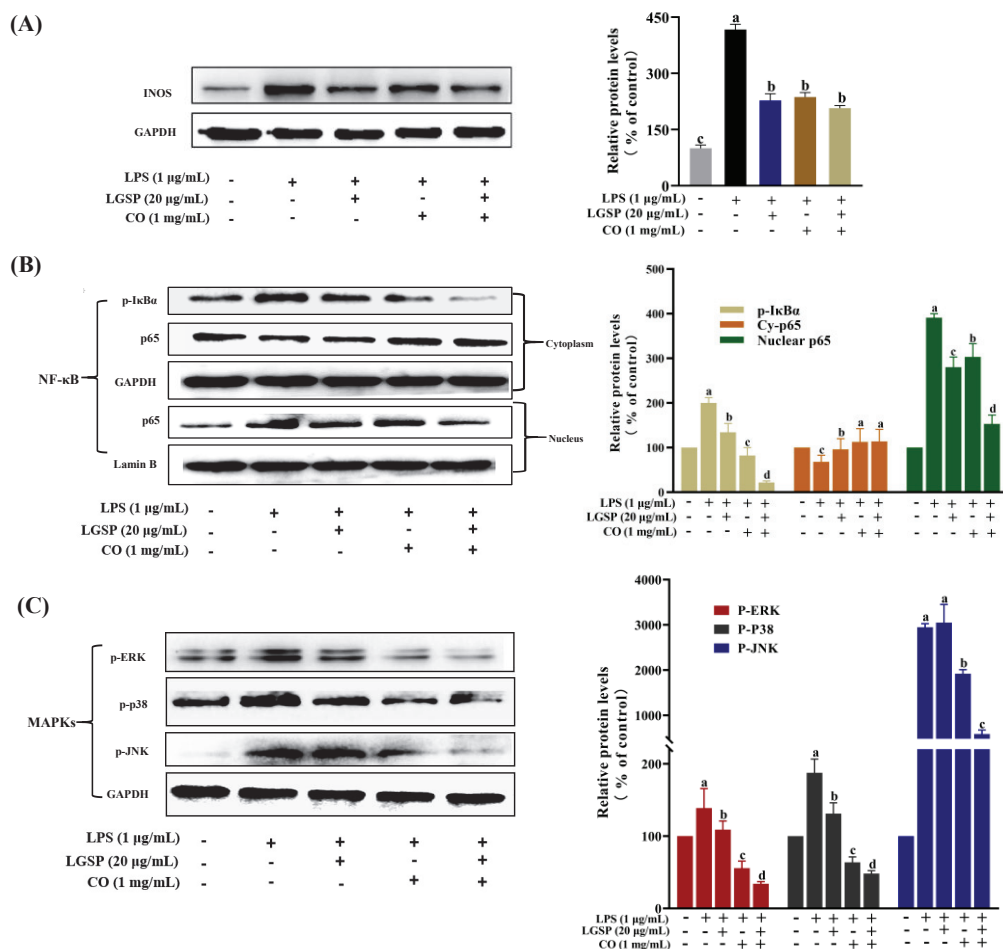 (A)
INOS
GAPDH
LPS (1 μg/mL) - + + + +
LGSP (20 μg/mL) - - + - +
CO (1 mg/mL) - - - + +
Relative protein levels
( % of control)
450
300
150
0
c a b b b
LPS (1 μg/mL) - + + + +
LGSP (20 μg/mL) - - + - +
CO (1 mg/mL) - - - + +
(B)
NF-κB
p-IκBα
p65
GAPDH
Cytoplasm
p65
Lamin B
Nucleus
LPS (1 μg/mL) - + + + +
LGSP (20 μg/mL) - - + - +
CO (1 mg/mL) - - - + +
Relative protein levels
( % of control)
500
400
300
200
100
0
p-IκBα
Cy-p65
Nuclear p65
a b c d c b a a a c b d
LPS (1 μg/mL) - + + + + - + + + + - + + + +
LGSP (20 μg/mL) - - + - + - - + - + - - + - +
CO (1 mg/mL) - - - + + - - - + + - - - + +
(C)
MAPKs
p-ERK
p-p38
p-JNK
GAPDH
LPS (1 μg/mL) - + + + +
LGSP (20 μg/mL) - - + - +
CO (1 mg/mL) - - - + +
Relative protein levels
( % of control)
4000
3000
2000
1000
200
100
0
P-ERK
P-P38
P-JNK
a b c d a b c d a a b c
LPS (1 μg/mL) - + + + + - + + + + - + + + +
LGSP (20 μg/mL) - - + - + - - + - + - - + - +
CO (1 mg/mL) - - - + + - - - + + - - - + +